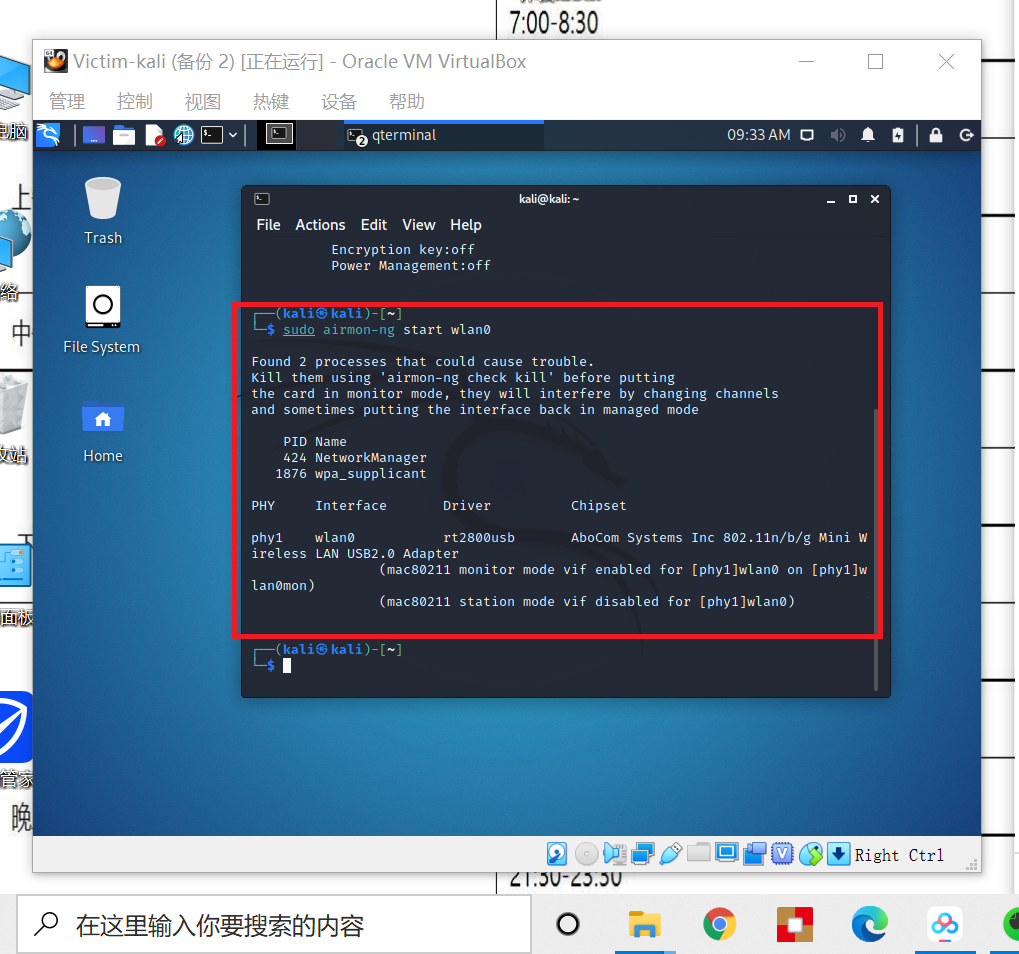 7:00-8:30
Victim-kali (备份 2) [正在运行] - Oracle VM VirtualBox
管理 控制 视图 热键 设备 帮助
qterminal
09:33 AM
电脑
上
Trash
络
中
File System
Home
面板
管家
晚
kali@kali: ~
File Actions Edit View Help
Encryption key:off
Power Management:off
┌──(kali㉿kali)-[~]
└─$ sudo airmon-ng start wlan0
Found 2 processes that could cause trouble.
Kill them using 'airmon-ng check kill' before putting
the card in monitor mode, they will interfere by changing channels
and sometimes putting the interface back in managed mode
PID Name
424 NetworkManager
1876 wpa_supplicant
PHY Interface Driver Chipset
phy1 wlan0 rt2800usb AboCom Systems Inc 802.11n/b/g Mini W
ireless LAN USB2.0 Adapter
(mac80211 monitor mode vif enabled for [phy1]wlan0 on [phy1]w
lan0mon)
(mac80211 station mode vif disabled for [phy1]wlan0)
┌──(kali㉿kali)-[~]
└─$
Right Ctrl
21:30-23:30
在这里输入你要搜索的内容